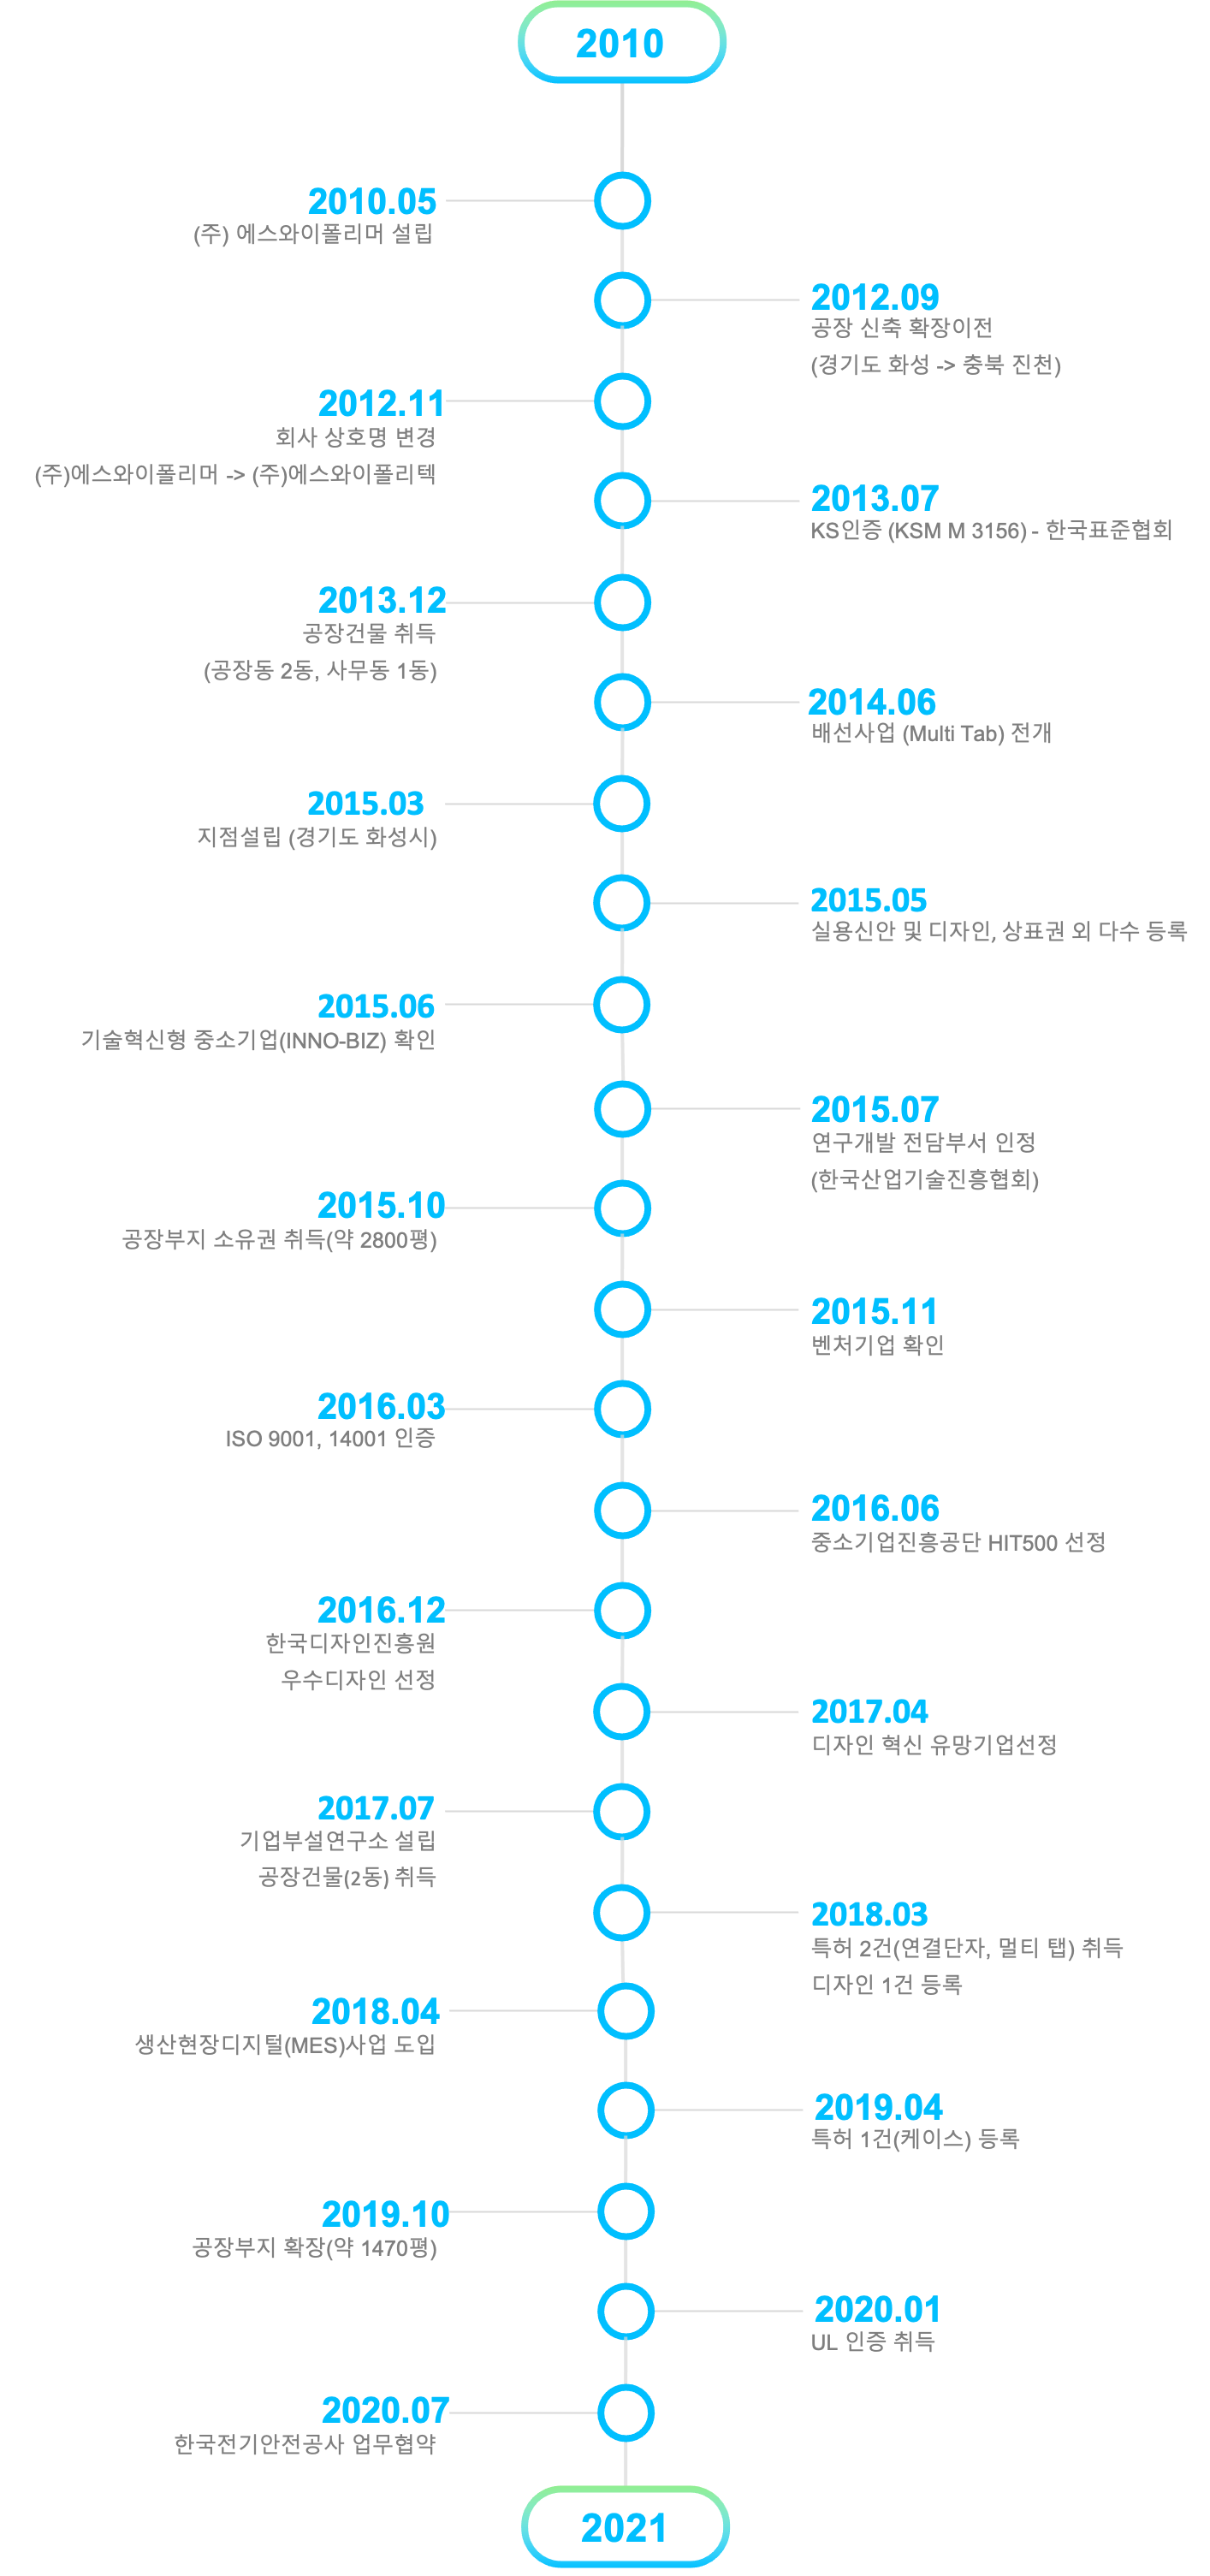 2010
2010.05
(주) 에스와이폴리머 설립
2012.09
공장 신축 확장이전
(경기도 화성 -> 충북 진천)
2012.11
회사 상호명 변경
(주)에스와이폴리머 -> (주)에스와이폴리텍
2013.07
KS인증 (KSM M 3156) - 한국표준협회
2013.12
공장건물 취득
(공장동 2동, 사무동 1동)
2014.06
배선사업 (Multi Tab) 전개
2015.03
지점설립 (경기도 화성시)
2015.05
실용신안 및 디자인, 상표권 외 다수 등록
2015.06
기술혁신형 중소기업(INNO-BIZ) 확인
2015.07
연구개발 전담부서 인정
(한국산업기술진흥협회)
2015.10
공장부지 소유권 취득(약 2800평)
2015.11
벤처기업 확인
2016.03
ISO 9001, 14001 인증
2016.06
중소기업진흥공단 HIT500 선정
2016.12
한국디자인진흥원
우수디자인 선정
2017.04
디자인 혁신 유망기업선정
2017.07
기업부설연구소 설립
공장건물(2동) 취득
2018.03
특허 2건(연결단자, 멀티 탭) 취득
디자인 1건 등록
2018.04
생산현장디지털(MES)사업 도입
2019.04
특허 1건(케이스) 등록
2019.10
공장부지 확장(약 1470평)
2020.01
UL 인증 취득
2020.07
한국전기안전공사 업무협약
2021